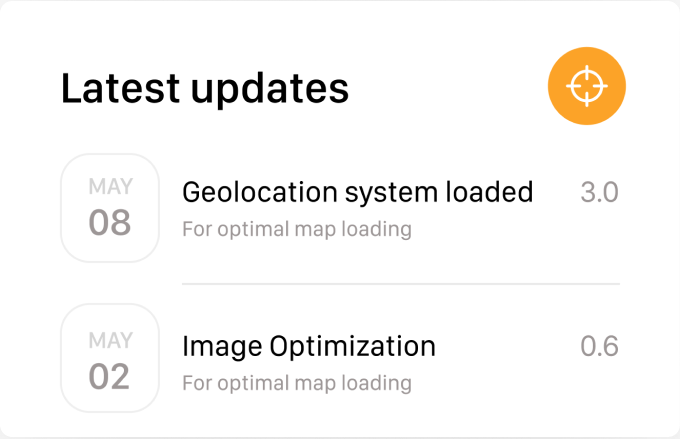 Latest updates
MAY
08
Geolocation system loaded
3.0
For optimal map loading
MAY
02
Image Optimization
0.6
For optimal map loading